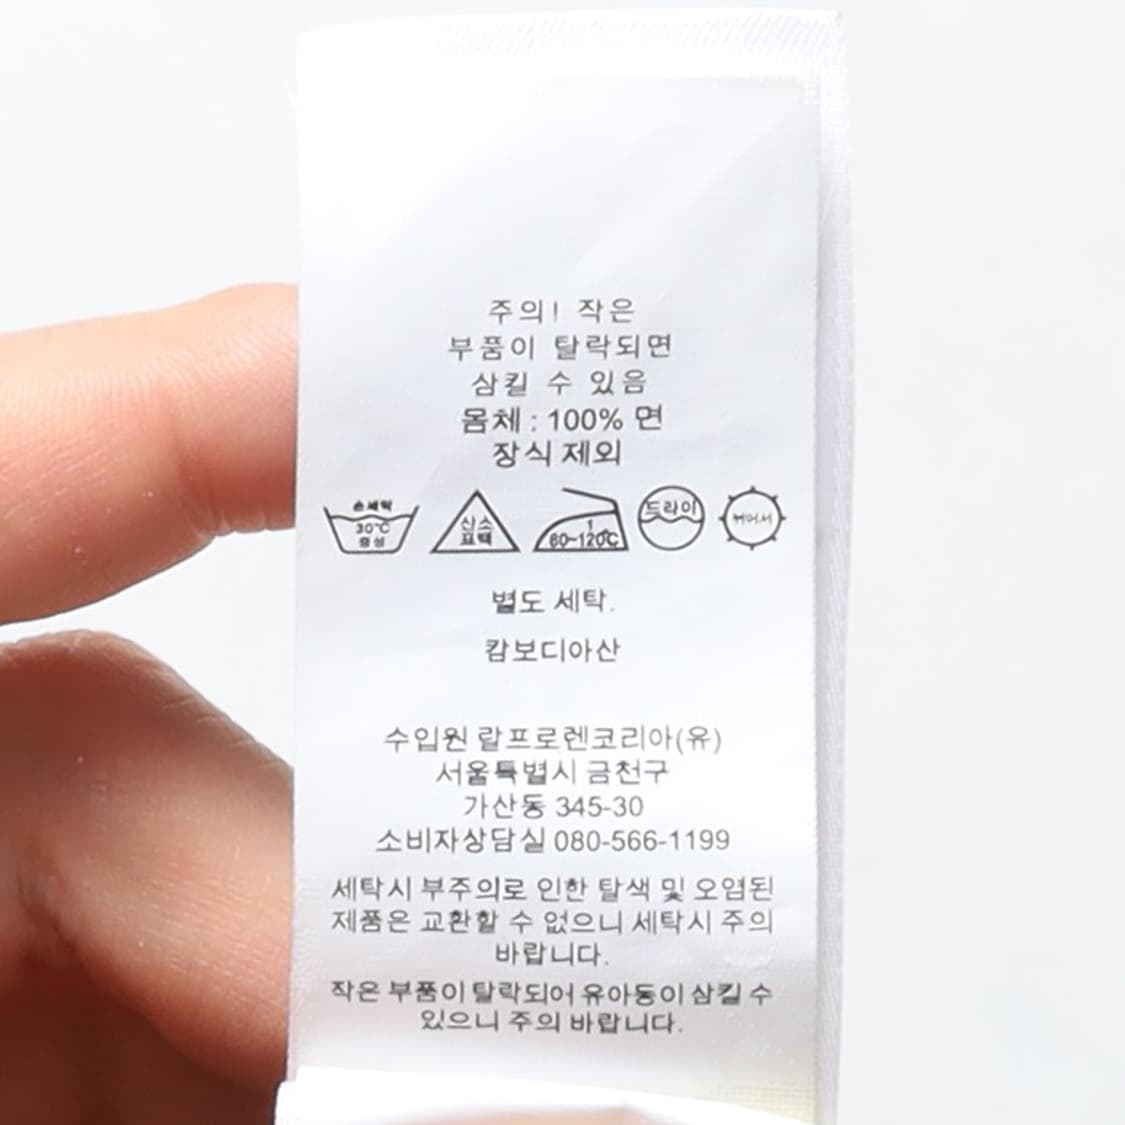 주의! 작은
부품이 탈락되면
삼킬 수 있음
몸체 : 100% 면
장식 제외
손세탁
30℃
중성
산소
표백
1
80~120℃
드라이
뉘어서
별도 세탁.
캄보디아산
수입원 랄프로렌코리아(유)
서울특별시 금천구
가산동 345-30
소비자상담실 080-566-1199
세탁시 부주의로 인한 탈색 및 오염된
제품은 교환할 수 없으니 세탁시 주의
바랍니다.
작은 부품이 탈락되어 유아동이 삼킬 수
있으니 주의 바랍니다.